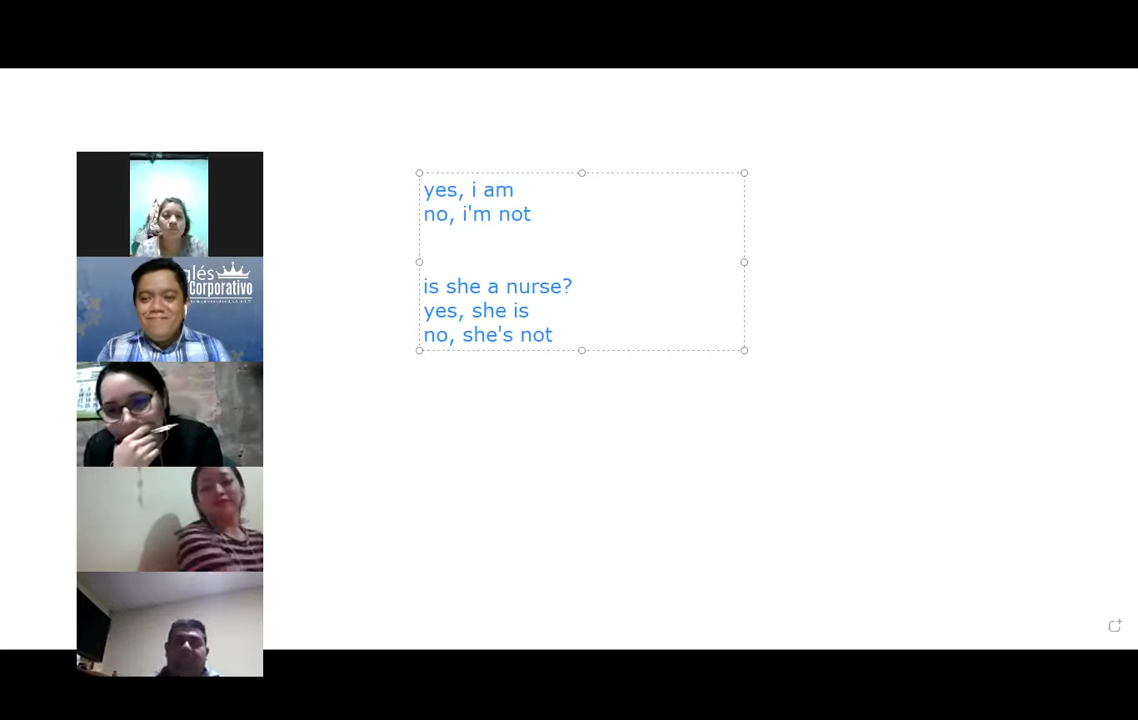 yes, i am
no, i'm not
is she a nurse?
yes, she is
no, she's not
glés
Corporativo